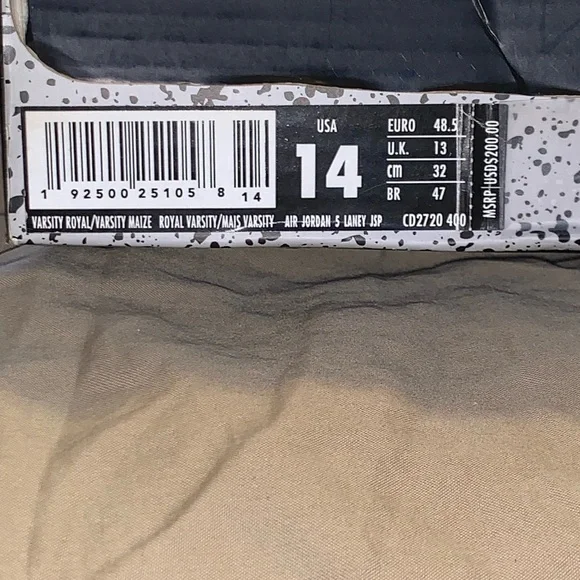 1 92500 25105 8 14
USA
14
EURO 48.5
U.K. 13
cm 32
BR 47
VARSITY ROYAL/VARSITY MAIZE ROYAL VARSITY/MAIS VARSITY AIR JORDAN 5 LANEY JSP CD2720 400
MSRP USD$200.00